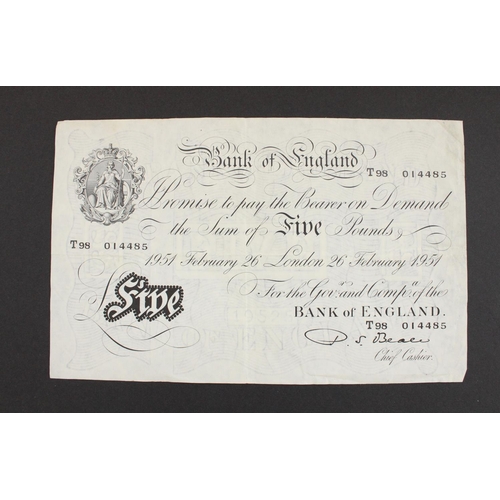 Bank of England
T98 014485
I Promise to pay the Bearer on Demand
the Sum of Five Pounds
T98 014485
1951 February 26 London 26 February 1951
For the Govr. and Compa. of the
BANK of ENGLAND.
T98 014485
Five
P. S. Beale
Chief Cashier.